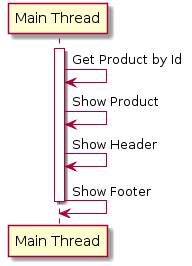 Main Thread
Get Product by Id
Show Product
Show Header
Show Footer
Main Thread